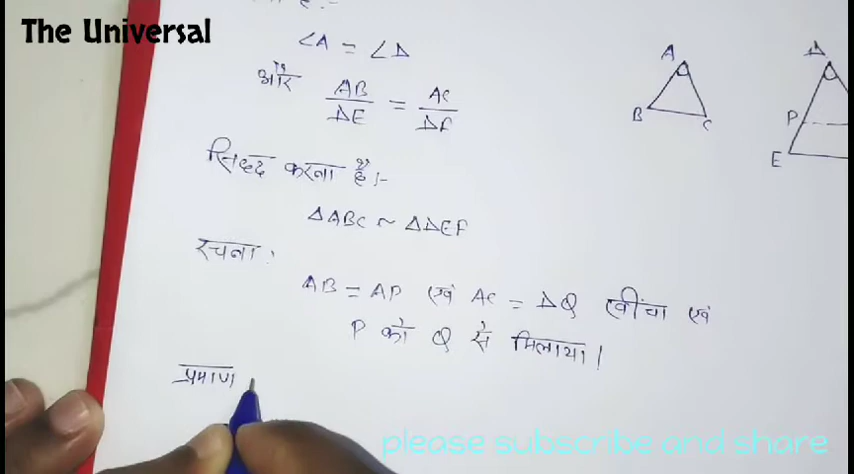 The Universal
∠A = ∠D
और AB/DE = AC/DF
सिद्ध करना है :-
ΔABC ~ ΔDEF
रचना :
AB = AP एवं AC = DQ खींचा एवं
P को Q से मिलाया।
प्रमाण
A
B
C
D
P
E
please subscribe and share